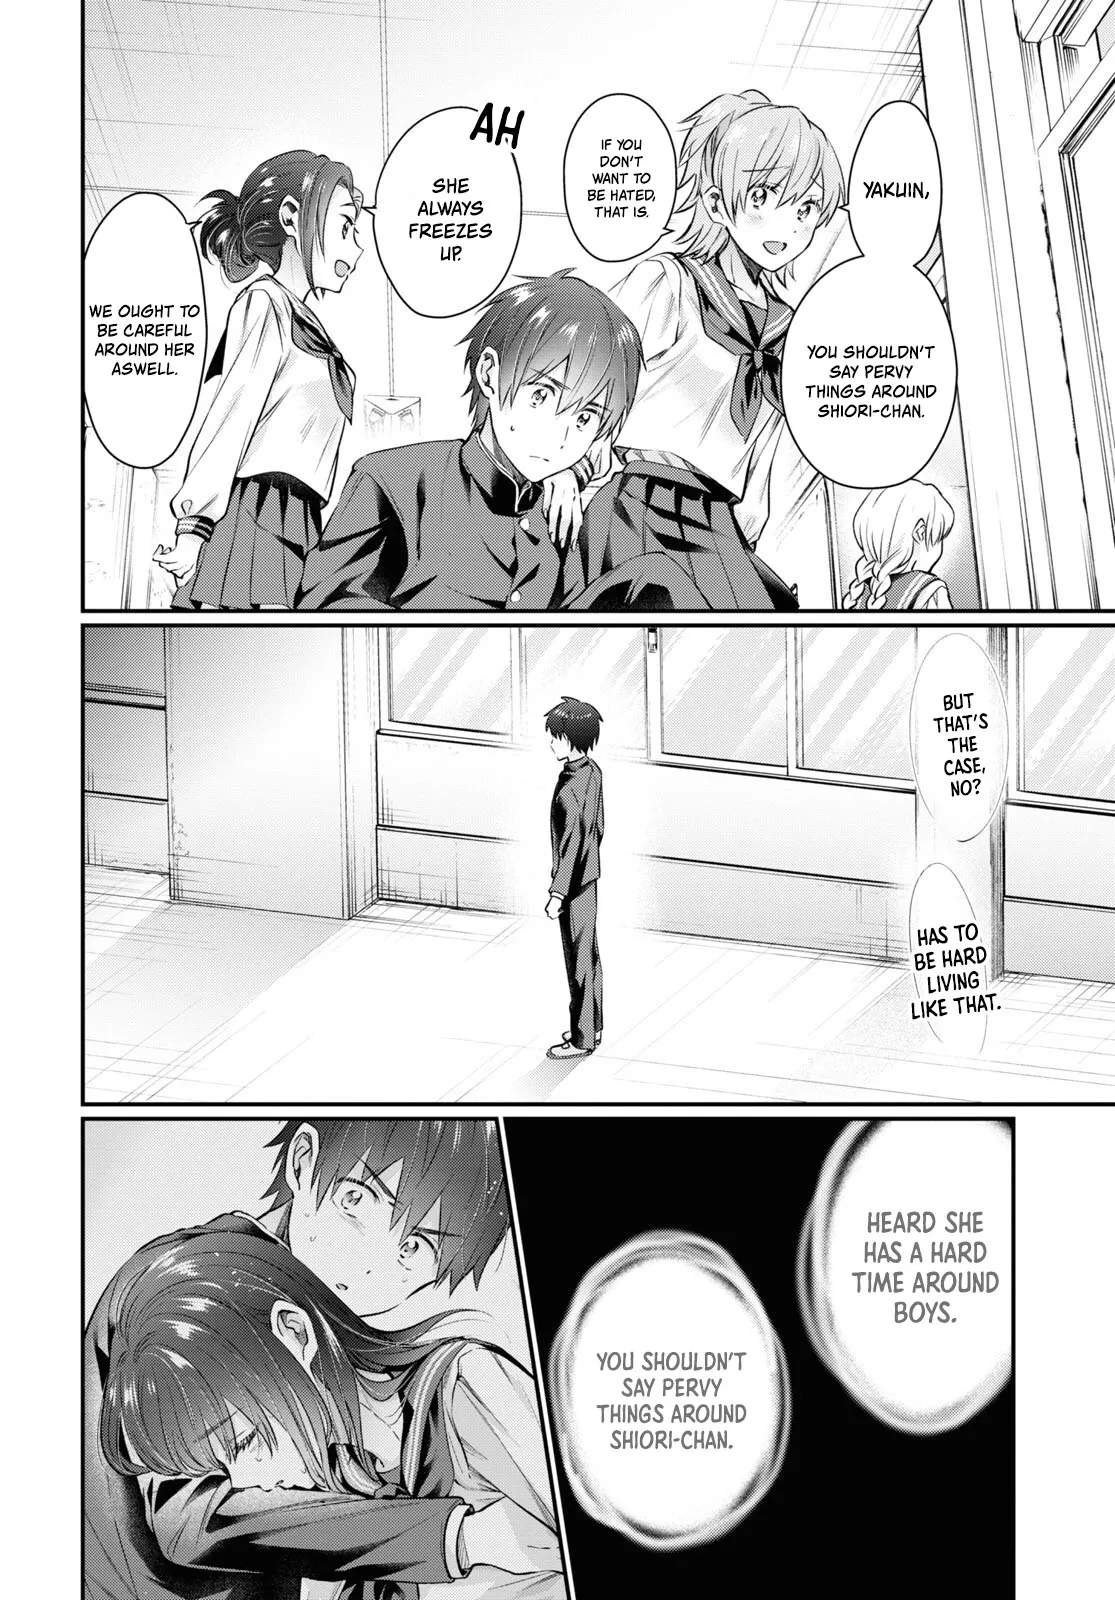 YAKUIN,
YOU SHOULDN'T
SAY PERVY
THINGS AROUND
SHIORI-CHAN.
IF YOU
DON'T
WANT TO
BE HATED,
THAT IS.
AH
SHE
ALWAYS
FREEZES
UP.
WE OUGHT TO
BE CAREFUL
AROUND HER
ASWELL.
BUT
THAT'S
THE
CASE,
NO?
HAS TO
BE HARD
LIVING
LIKE THAT.
HEARD SHE
HAS A HARD
TIME AROUND
BOYS.
YOU SHOULDN'T
SAY PERVY
THINGS AROUND
SHIORI-CHAN.